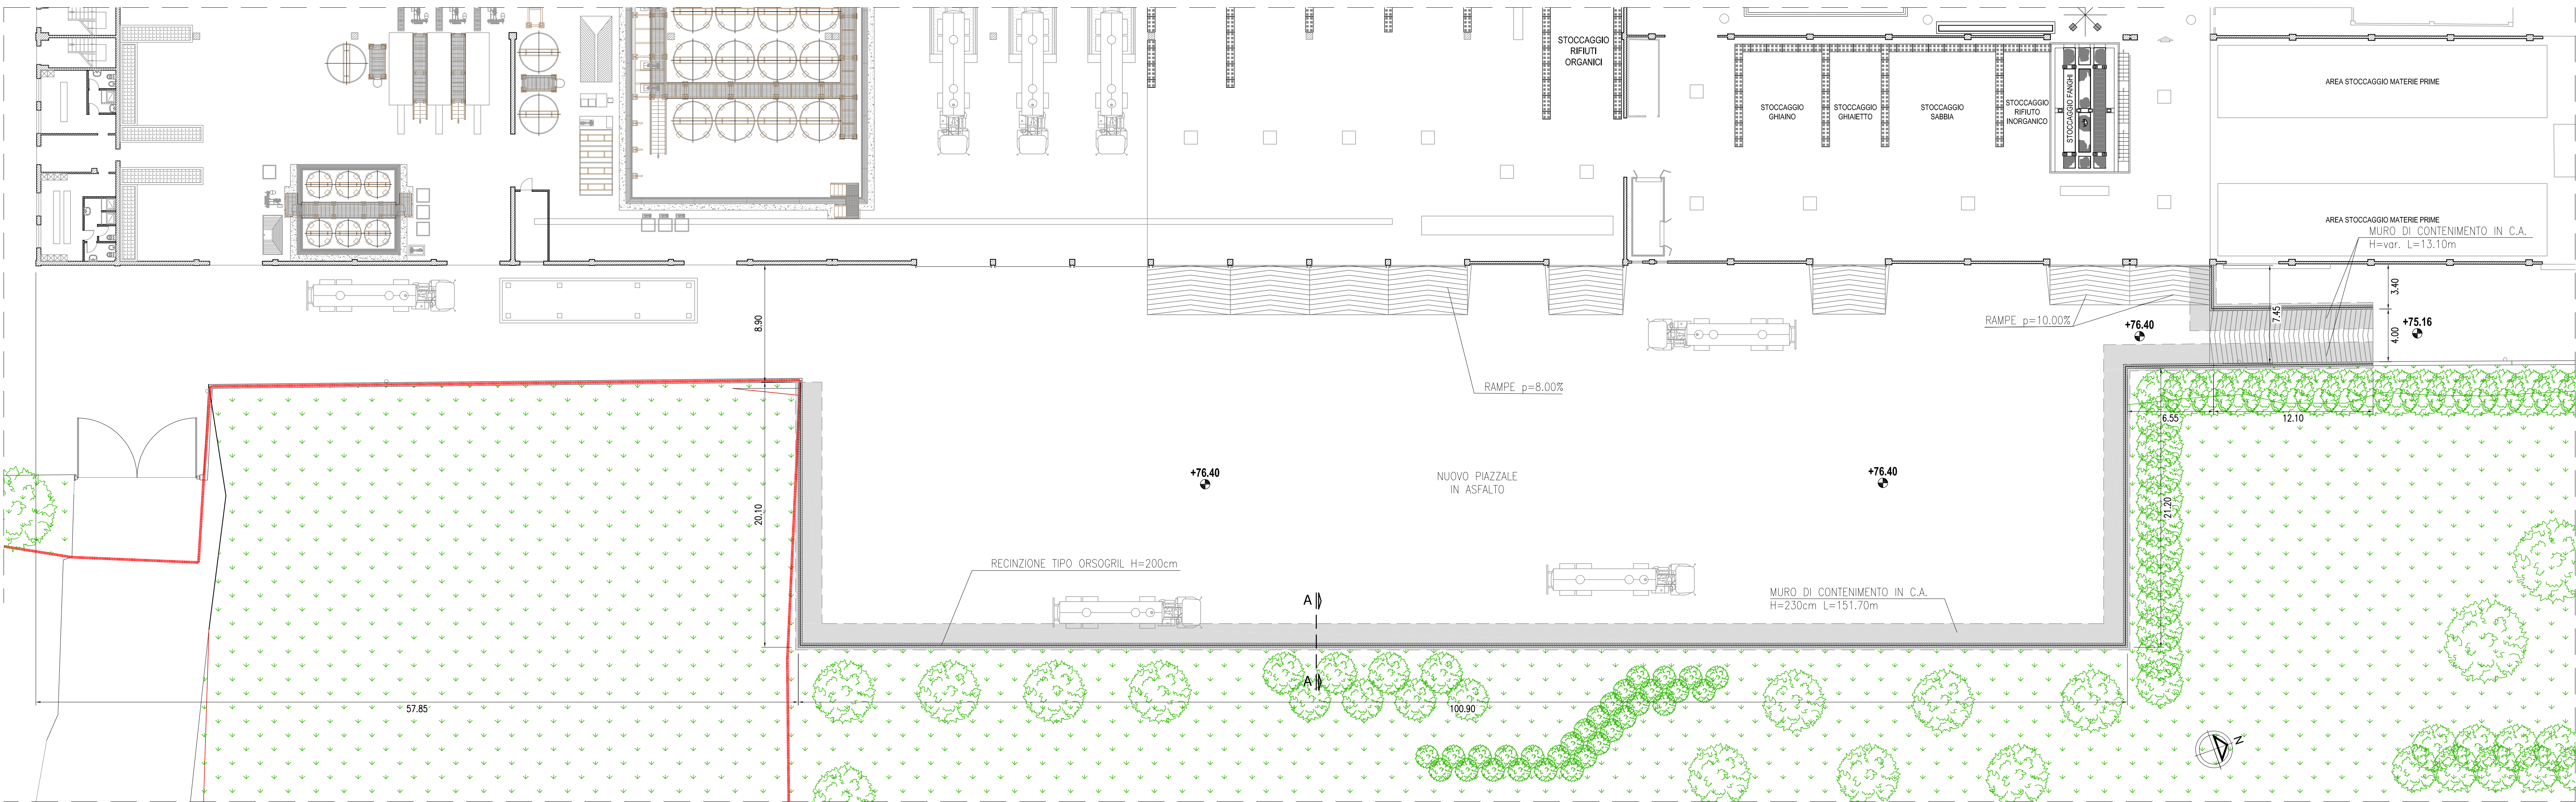 STOCCAGGIO
RIFIUTI
ORGANICI
STOCCAGGIO
GHIAINO
STOCCAGGIO
GHIAIETTO
STOCCAGGIO
SABBIA
STOCCAGGIO
RIFIUTO
INORGANICO
STOCCAGGIO FANGHI
AREA STOCCAGGIO MATERIE PRIME
AREA STOCCAGGIO MATERIE PRIME
MURO DI CONTENIMENTO IN C.A.
H=var. L=13.10m
3.40
7.45
4.00
+75.16
+76.40
RAMPE p=10.00%
8.90
RAMPE p=8.00%
6.55
12.10
+76.40
NUOVO PIAZZALE
IN ASFALTO
+76.40
20.10
21.20
RECINZIONE TIPO ORSOGRIL H=200cm
A
MURO DI CONTENIMENTO IN C.A.
H=230cm L=151.70m
A
57.85
100.90
N